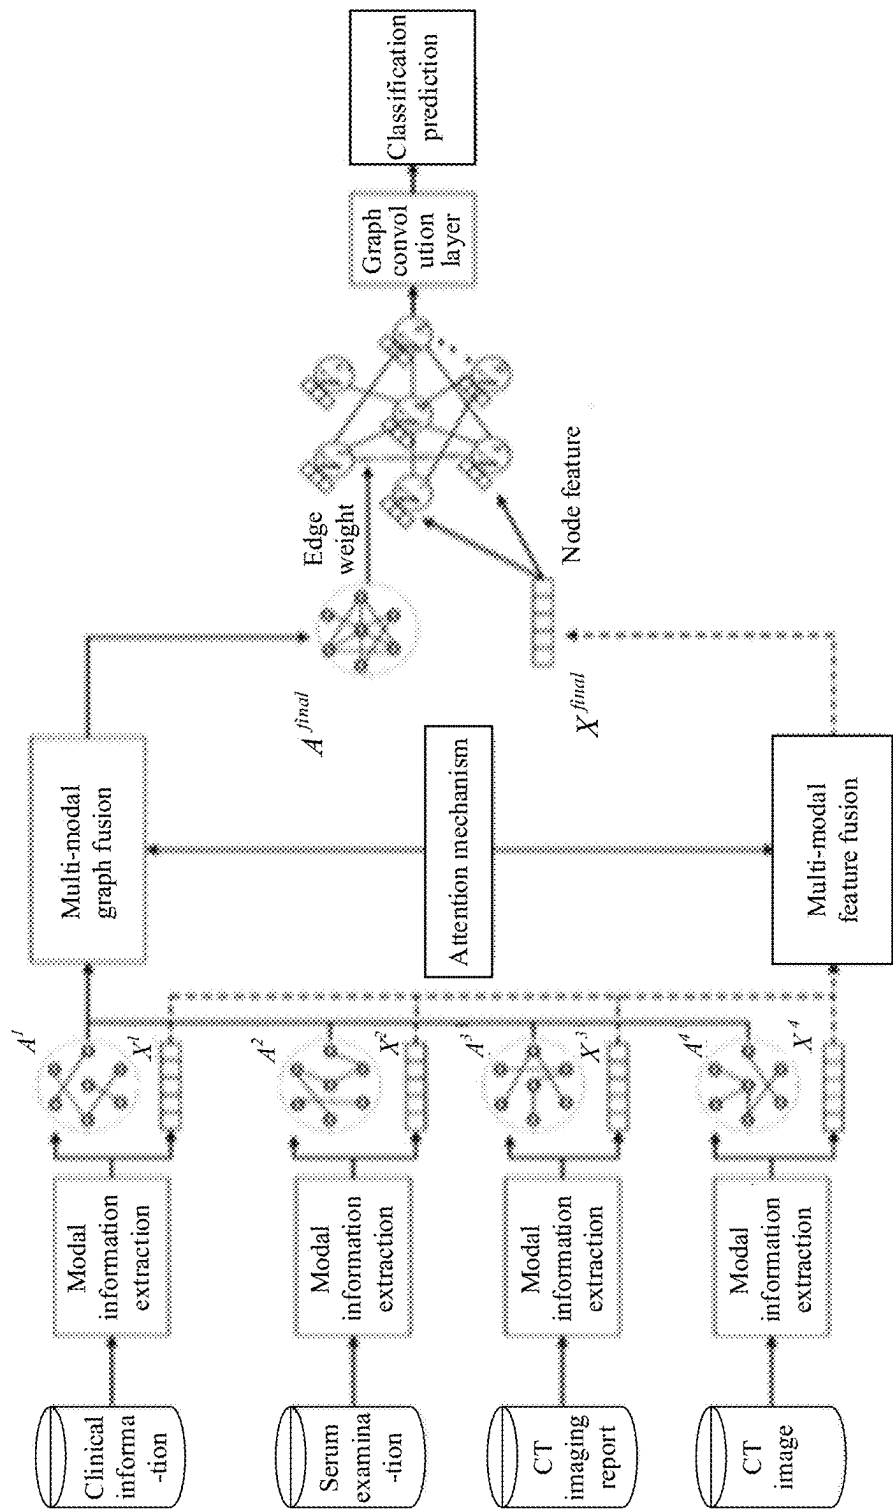 Clinical
informa
-tion
Modal
information
extraction
A¹
X¹
Serum
examina
-tion
Modal
information
extraction
A²
X²
CT
imaging
report
Modal
information
extraction
A³
X³
CT
image
Modal
information
extraction
A⁴
X⁴
Multi-modal
graph fusion
Attention mechanism
Multi-modal
feature fusion
A^final
X^final
Edge
weight
Node feature
Graph
convol
ution
layer
Classification
prediction